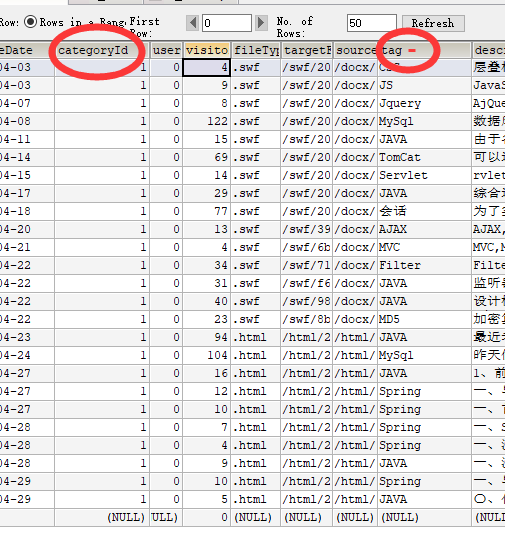 Row: Rows in a Range First Row: 0 No. of Rows: 50 Refresh
eDate categoryId user visito fileTyp targetF source tag descr
04-03 1 0 4 .swf /swf/20 /docx/ CSS 层叠样
04-03 1 0 9 .swf /swf/20 /docx/ JS JavaS
04-07 1 0 8 .swf /swf/20 /docx/ Jquery AjQue
04-08 1 0 122 .swf /swf/20 /docx/ MySql 数据库
04-11 1 0 15 .swf /swf/20 /docx/ JAVA 由于名
04-14 1 0 69 .swf /swf/20 /docx/ TomCat 可以这
04-15 1 0 14 .swf /swf/20 /docx/ Servlet rvlet
04-17 1 0 29 .swf /swf/20 /docx/ JAVA 综合
04-18 1 0 77 .swf /swf/20 /docx/ 会话 为了
04-20 1 0 13 .swf /swf/39 /docx/ AJAX AJAX,
04-21 1 0 4 .swf /swf/6b /docx/ MVC MVC,M
04-22 1 0 34 .swf /swf/71 /docx/ Filter Filte
04-22 1 0 31 .swf /swf/f6 /docx/ JAVA 监听
04-22 1 0 40 .swf /swf/98 /docx/ JAVA 设计
04-22 1 0 23 .swf /swf/8b /docx/ MD5 加密
04-23 1 0 94 .html /html/2 /html/ JAVA 最近
04-24 1 0 104 .html /html/2 /html/ MySql 昨天
04-27 1 0 16 .html /html/2 /html/ JAVA 1、前
04-27 1 0 12 .html /html/2 /html/ Spring 一、
04-27 1 0 10 .html /html/2 /html/ Spring 一、
04-28 1 0 7 .html /html/2 /html/ Spring 一、S
04-28 1 0 4 .html /html/2 /html/ Spring 一、
04-28 1 0 9 .html /html/2 /html/ JAVA 一、
04-29 1 0 10 .html /html/2 /html/ Spring 一、
04-29 1 0 5 .html /html/2 /html/ JAVA 〇、
(NULL) ULL) 0 (NULL) (NULL) (NULL) (NULL) (NULL)